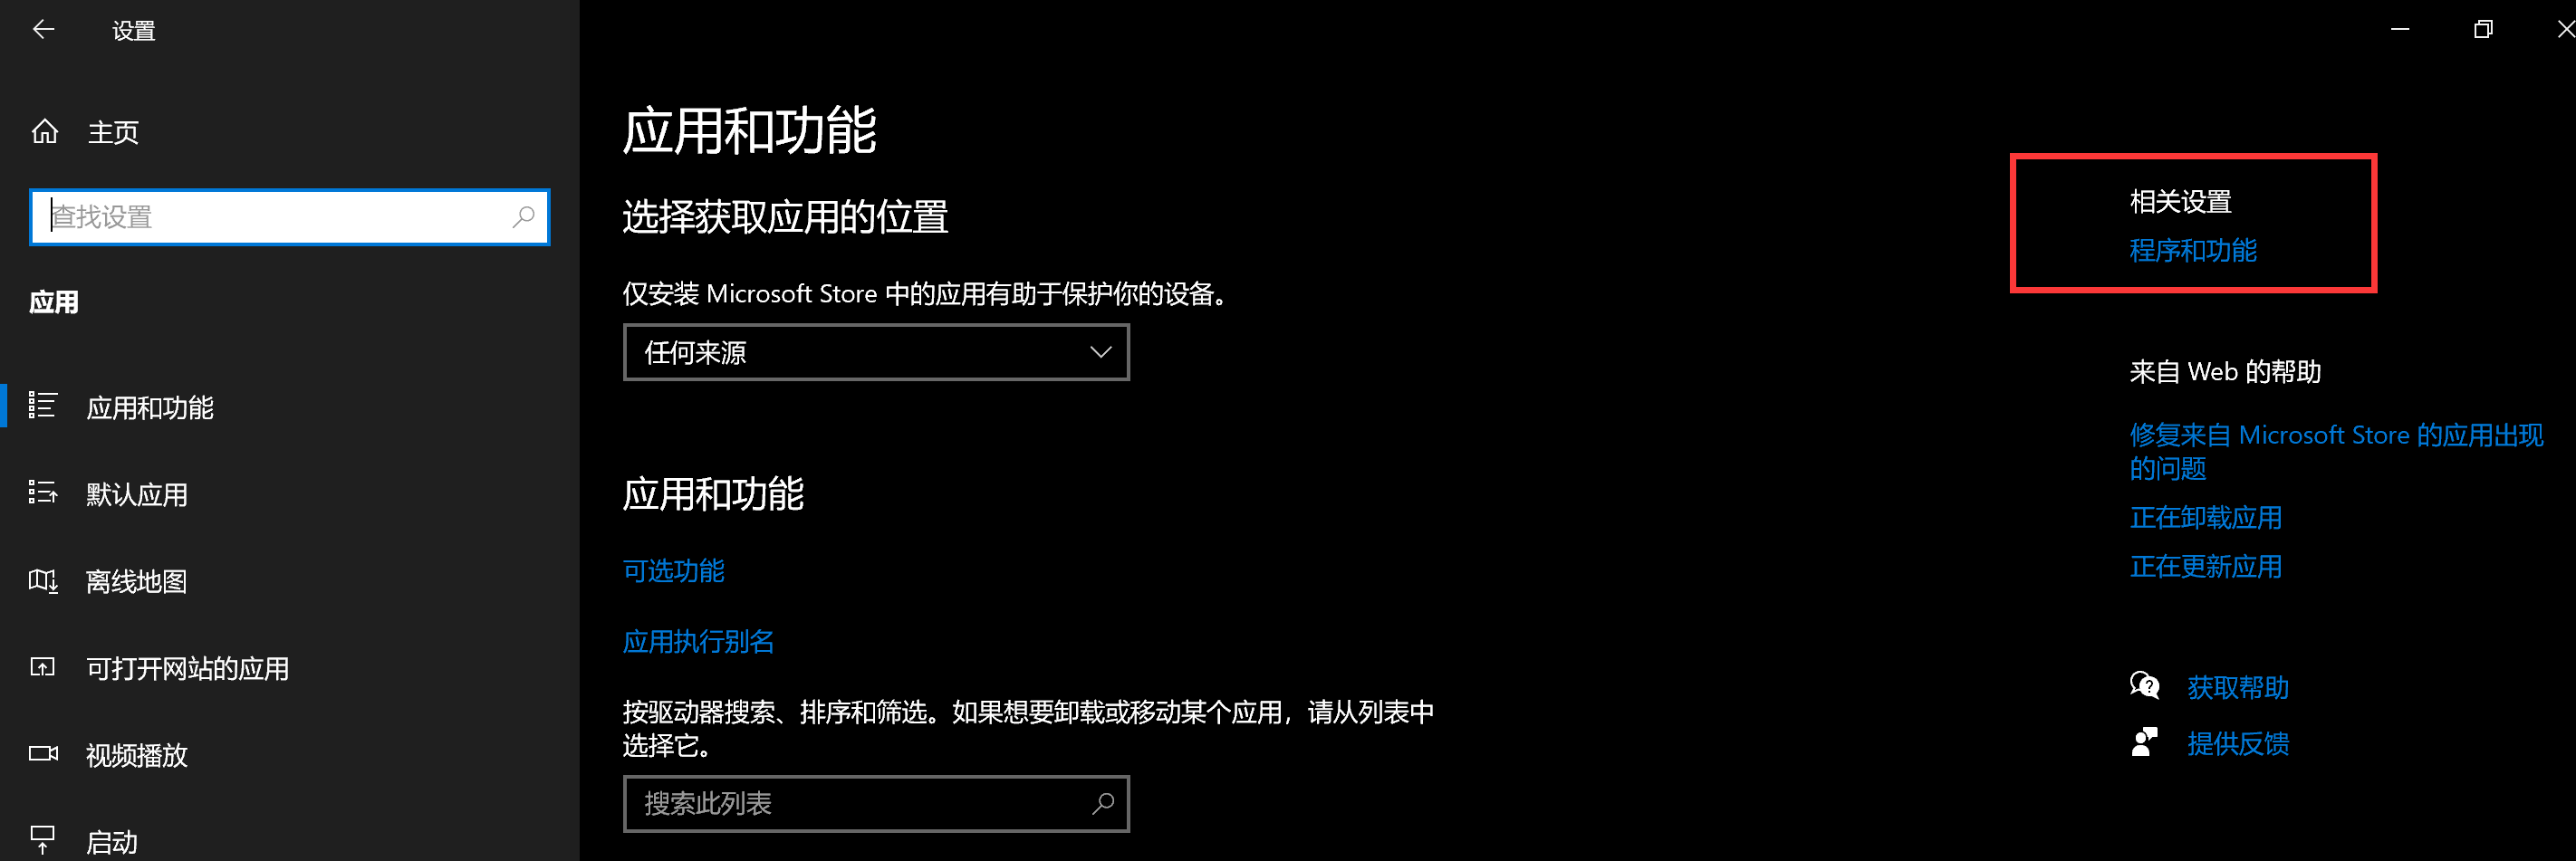 设置
主页
查找设置
应用
应用和功能
默认应用
离线地图
可打开网站的应用
视频播放
启动
应用和功能
选择获取应用的位置
仅安装 Microsoft Store 中的应用有助于保护你的设备。
任何来源
应用和功能
可选功能
应用执行别名
按驱动器搜索、排序和筛选。如果想要卸载或移动某个应用，请从列表中
选择它。
搜索此列表
相关设置
程序和功能
来自 Web 的帮助
修复来自 Microsoft Store 的应用出现
的问题
正在卸载应用
正在更新应用
获取帮助
提供反馈